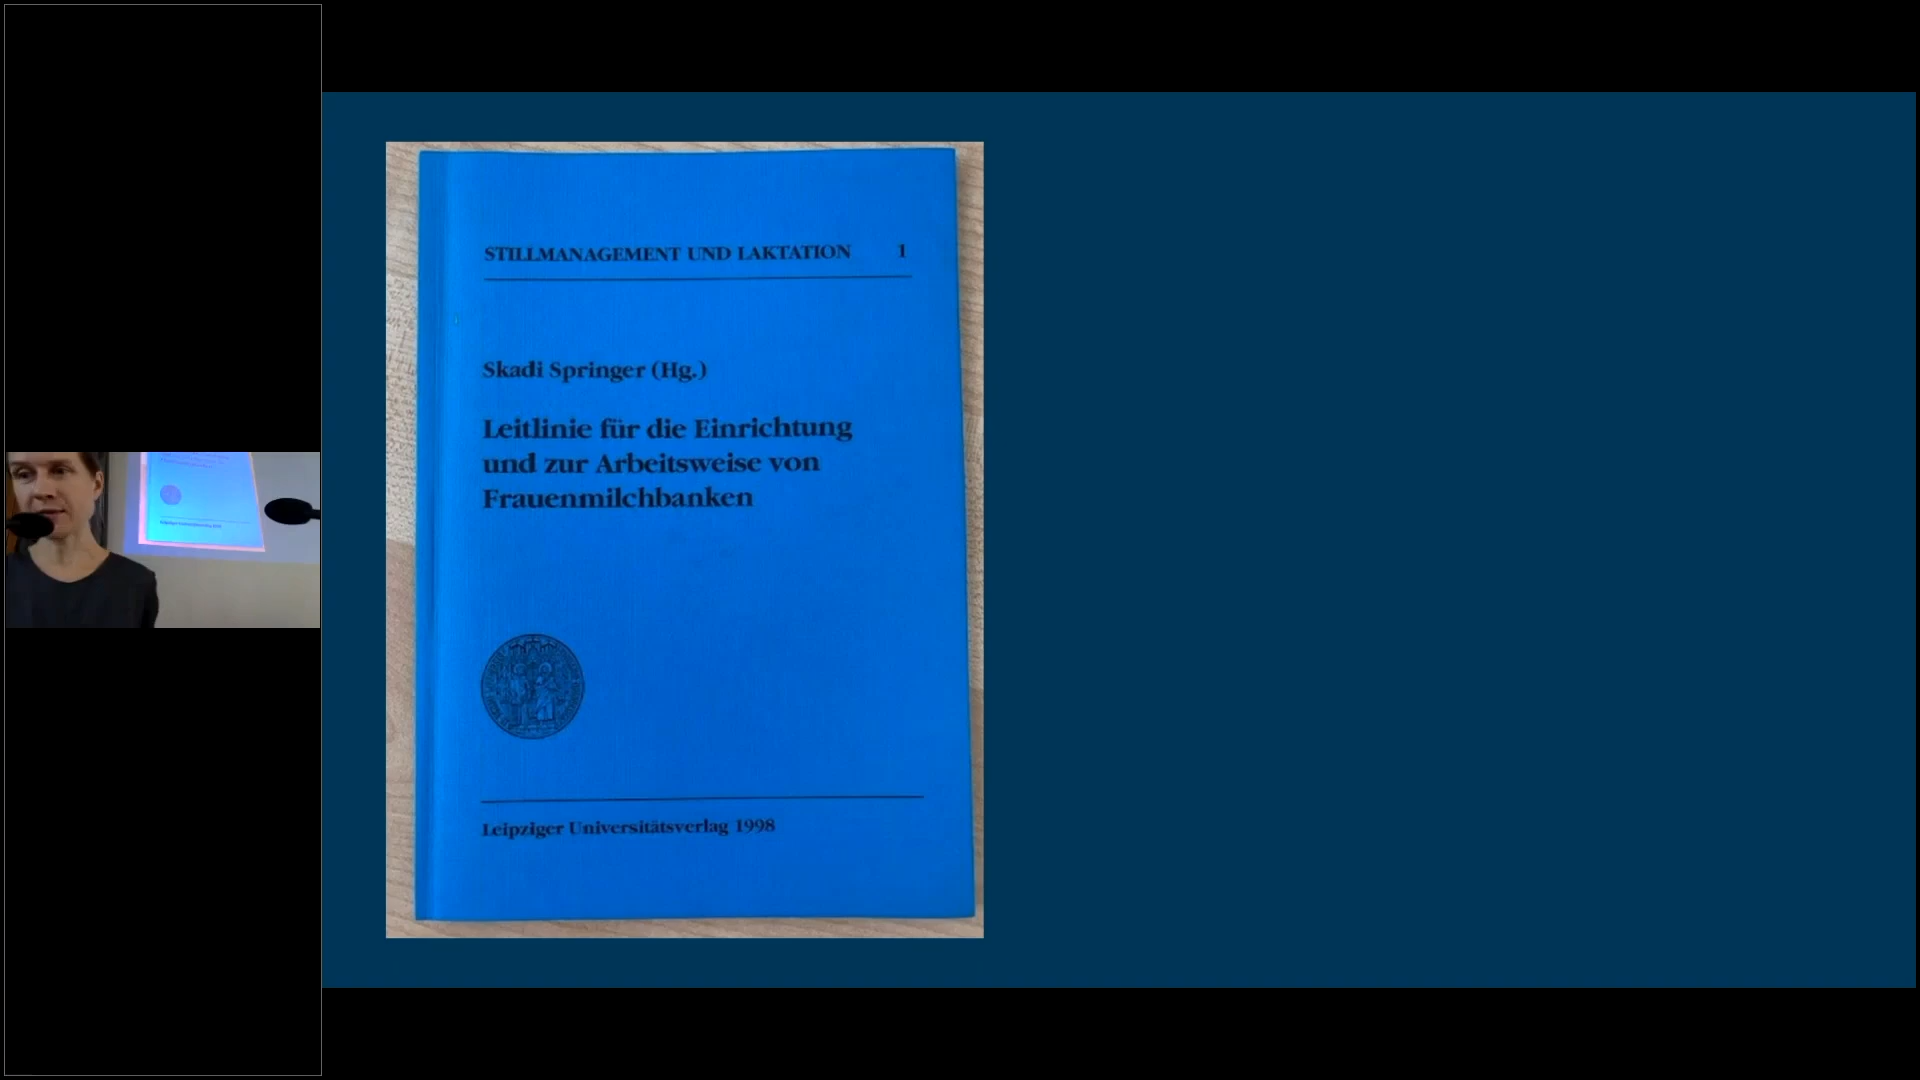 STILLMANAGEMENT UND LAKTATION 1
Skadi Springer (Hg.)
Leitlinie für die Einrichtung
und zur Arbeitsweise von
Frauenmilchbanken
Leipziger Universitätsverlag 1998